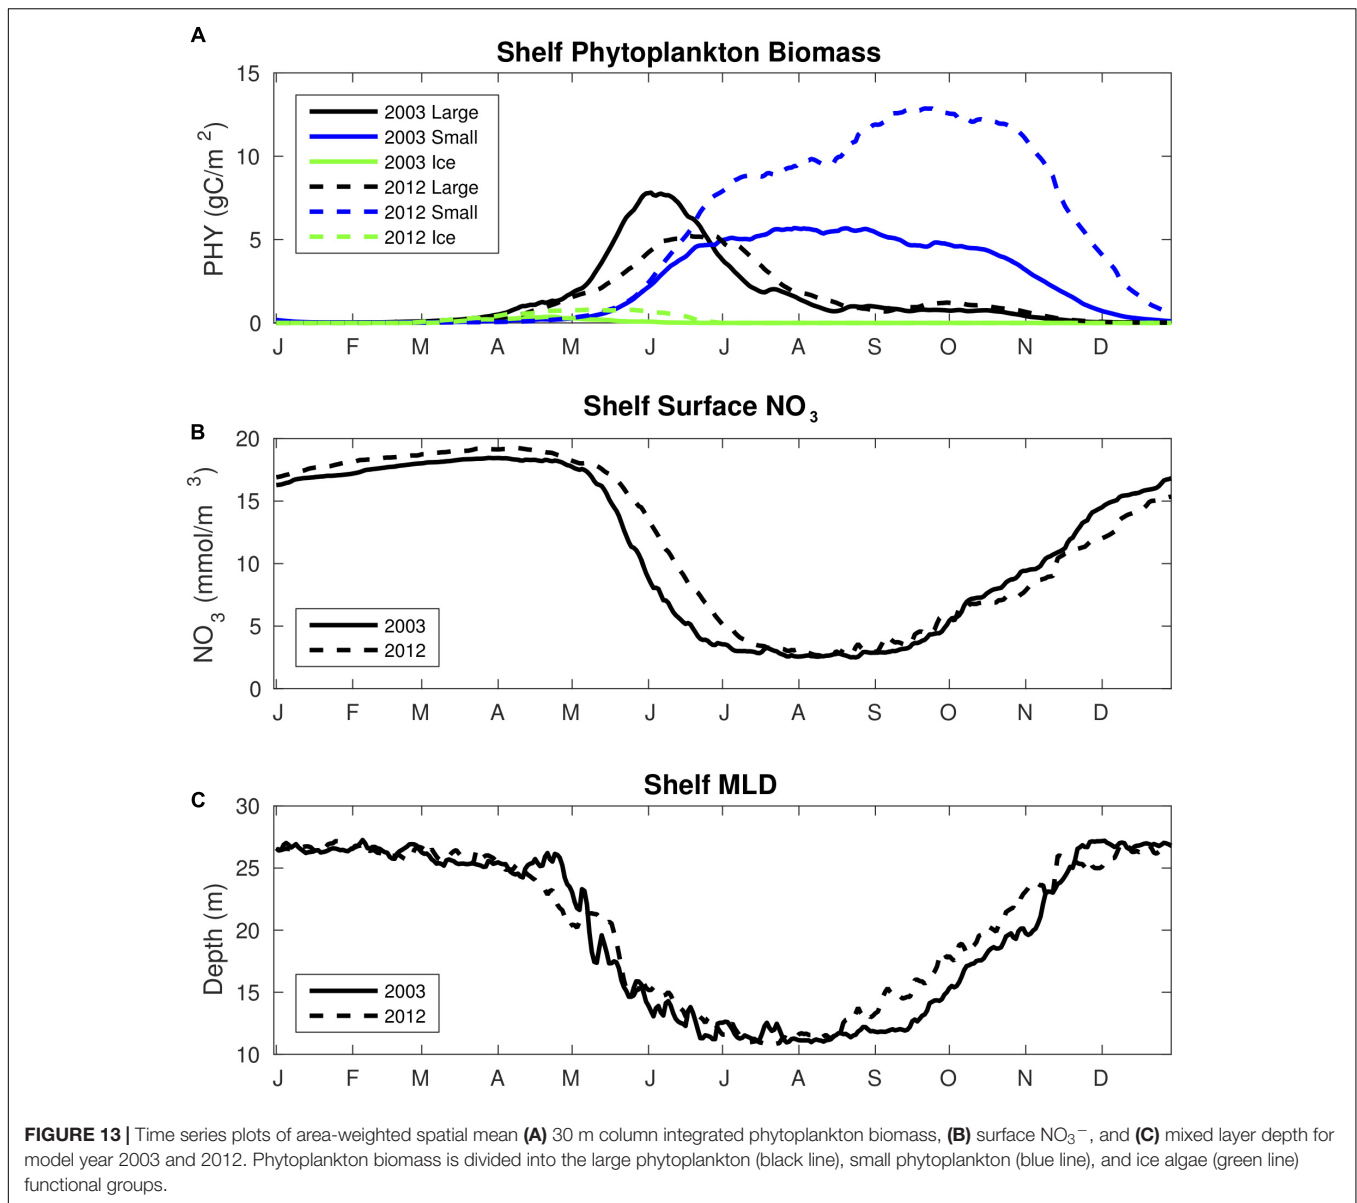 A
Shelf Phytoplankton Biomass
PHY (gC/m 2)
15
10
5
0
2003 Large
2003 Small
2003 Ice
2012 Large
2012 Small
2012 Ice
J F M A M J J A S O N D
B
Shelf Surface NO3
NO3 (mmol/m 3)
20
15
10
5
0
2003
2012
J F M A M J J A S O N D
C
Shelf MLD
Depth (m)
30
25
20
15
10
2003
2012
J F M A M J J A S O N D
FIGURE 13 | Time series plots of area-weighted spatial mean (A) 30 m column integrated phytoplankton biomass, (B) surface NO3−, and (C) mixed layer depth for
model year 2003 and 2012. Phytoplankton biomass is divided into the large phytoplankton (black line), small phytoplankton (blue line), and ice algae (green line)
functional groups.